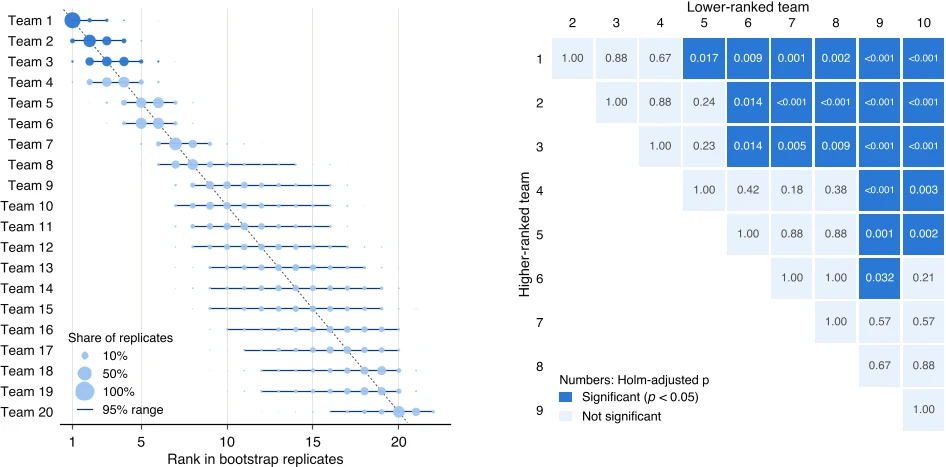 Team 1
Team 2
Team 3
Team 4
Team 5
Team 6
Team 7
Team 8
Team 9
Team 10
Team 11
Team 12
Team 13
Team 14
Team 15
Team 16
Team 17
Team 18
Team 19
Team 20
Share of replicates
10%
50%
100%
95% range
1 5 10 15 20
Rank in bootstrap replicates
Lower-ranked team
2 3 4 5 6 7 8 9 10
Higher-ranked team
1 1.00 0.88 0.67 0.017 0.009 0.001 0.002 <0.001 <0.001
2 1.00 0.88 0.24 0.014 <0.001 <0.001 <0.001 <0.001
3 1.00 0.23 0.014 0.005 0.009 <0.001 <0.001
4 1.00 0.42 0.18 0.38 <0.001 0.003
5 1.00 0.88 0.88 0.001 0.002
6 1.00 1.00 0.032 0.21
7 1.00 0.57 0.57
8 0.67 0.88
9 1.00
Numbers: Holm-adjusted p
Significant (p < 0.05)
Not significant